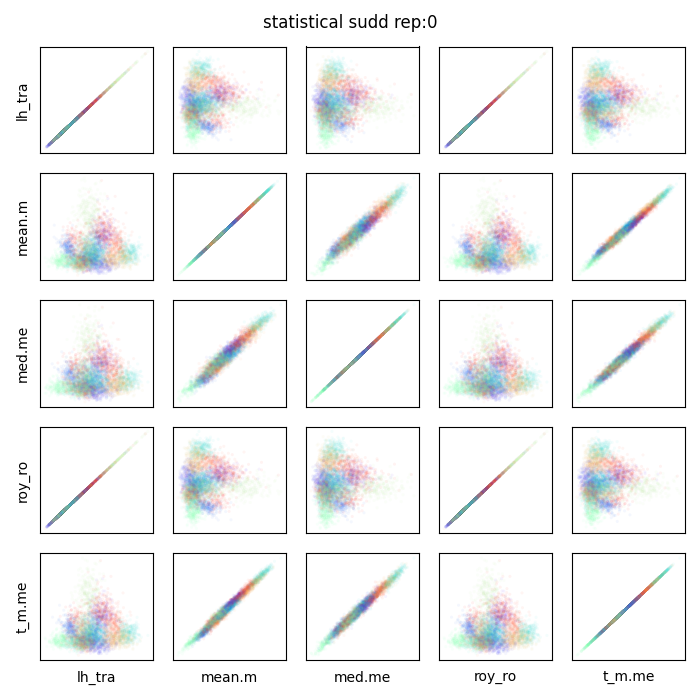 statistical sudd rep:0
lh_tra
mean.m
med.me
roy_ro
t_m.me
lh_tra
mean.m
med.me
roy_ro
t_m.me